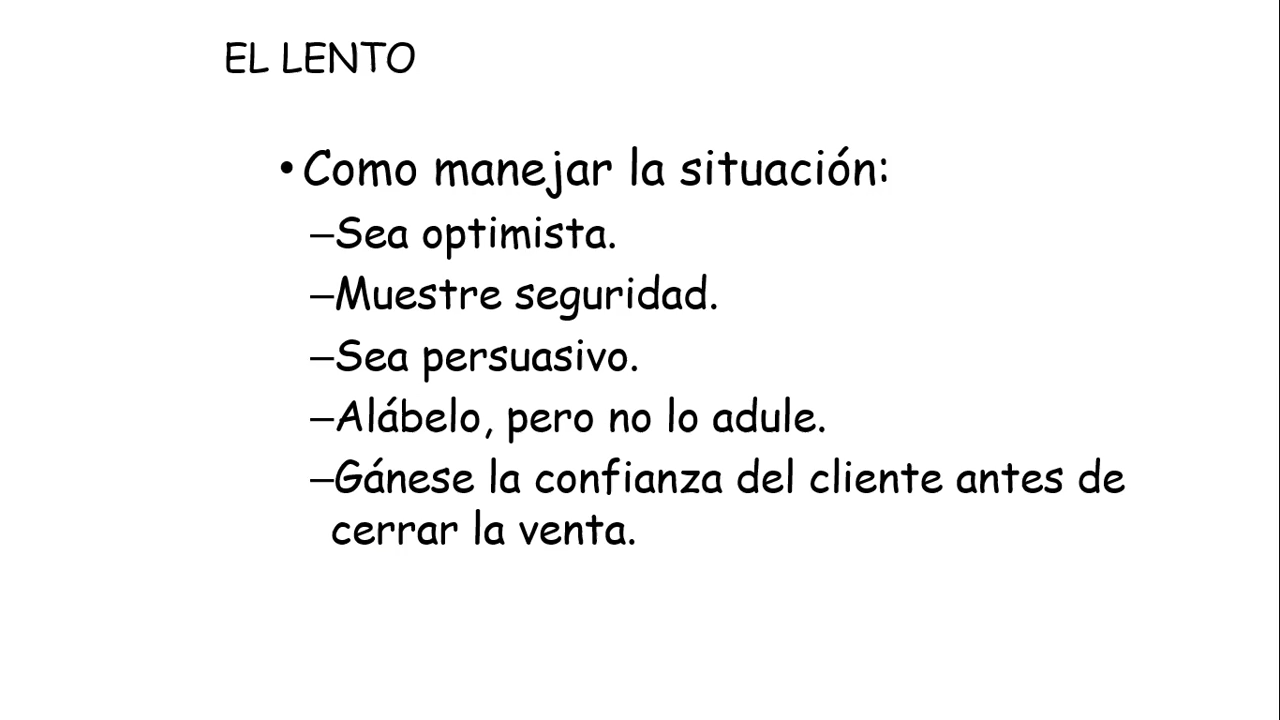 EL LENTO
• Como manejar la situación:
–Sea optimista.
–Muestre seguridad.
–Sea persuasivo.
–Alábelo, pero no lo adule.
–Gánese la confianza del cliente antes de
cerrar la venta.